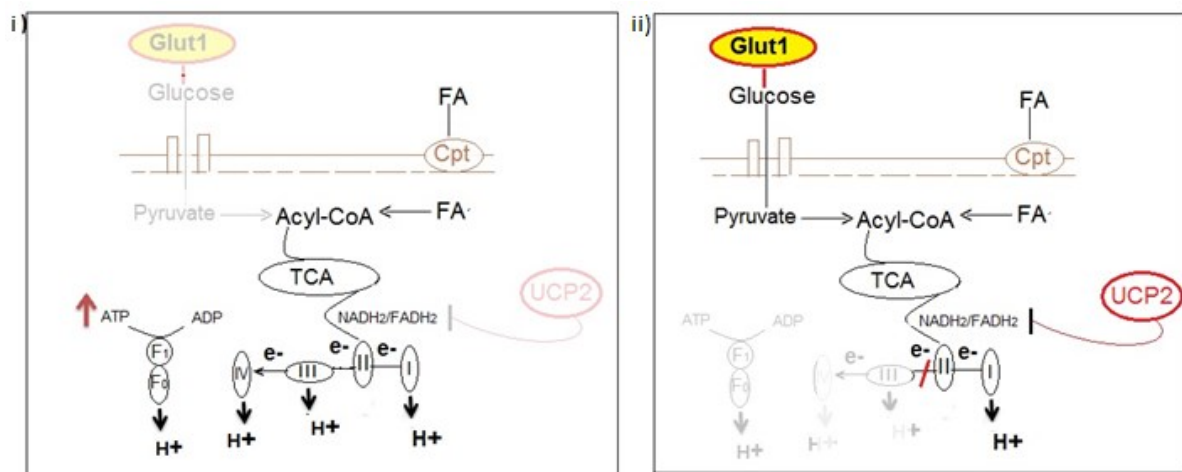 i)
Glut1
Glucose
FA
Cpt
Pyruvate
Acyl-CoA
FA
TCA
UCP2
ATP
ADP
NADH2/FADH2
F1
F0
IV
e-
III
e-
II
e-
I
H+
H+
H+
H+
ii)
Glut1
Glucose
FA
Cpt
Pyruvate
Acyl-CoA
FA
TCA
UCP2
ATP
ADP
NADH2/FADH2
F1
F0
IV
e-
III
e-
II
e-
I
H+
H+
H+
H+